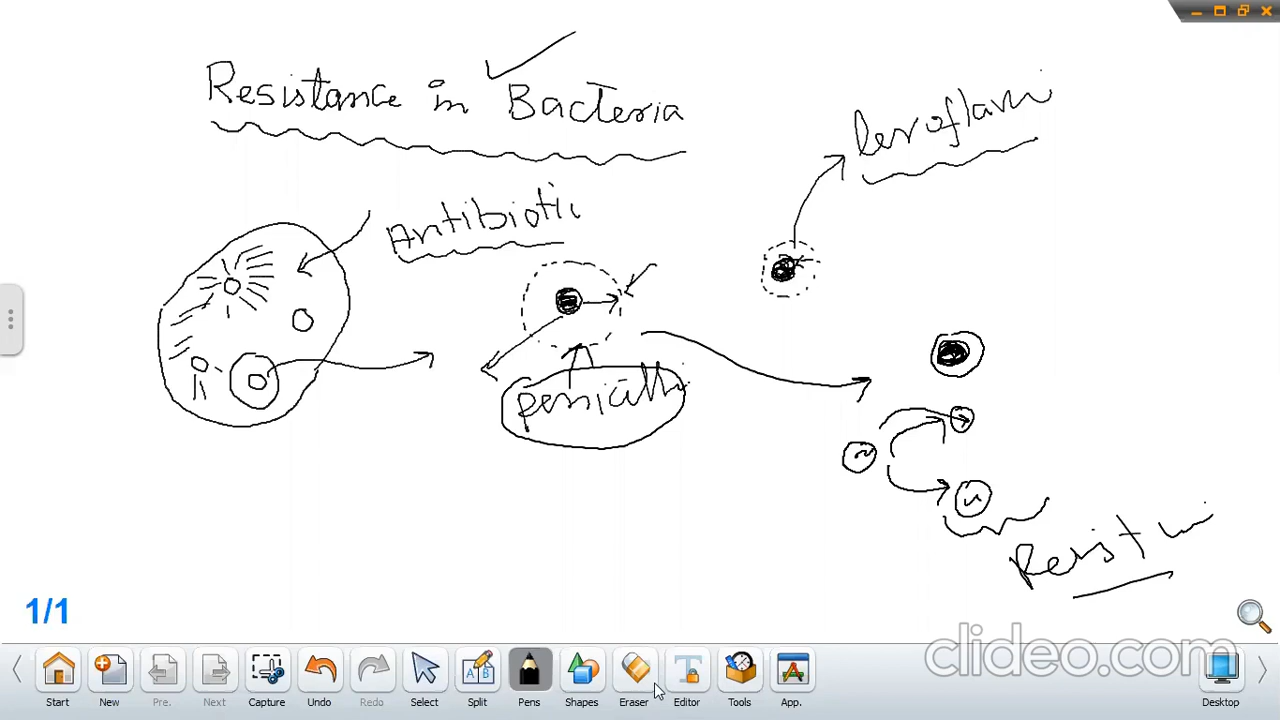 Resistance in Bacteria
Antibiotic
1/1
clideo.com
Start New Pre. Next Capture Undo Redo Select Split Pens Shapes Eraser Editor Tools App. Desktop